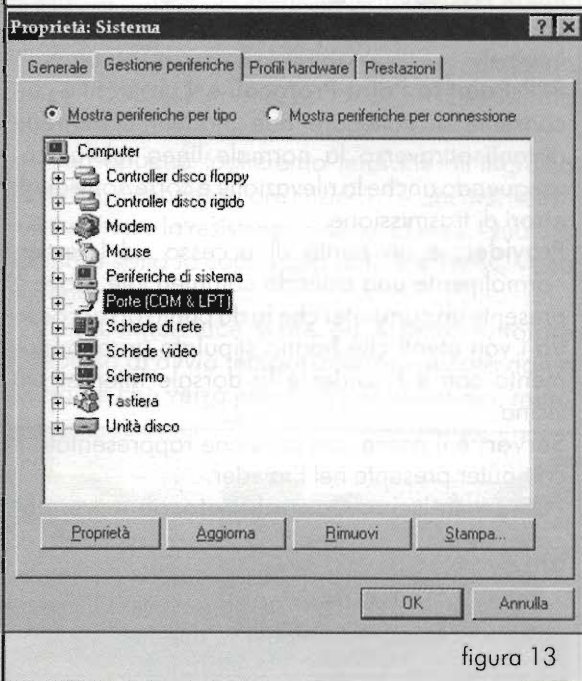 Proprietà: Sistema
Generale Gestione periferiche Profili hardware Prestazioni
Mostra periferiche per tipo Mostra periferiche per connessione
Computer
Controller disco floppy
Controller disco rigido
Modem
Mouse
Periferiche di sistema
Porte (COM & LPT)
Schede di rete
Schede video
Schermo
Tastiera
Unità disco
Proprietà Aggiorna Rimuovi Stampa...
OK Annulla
figura 13